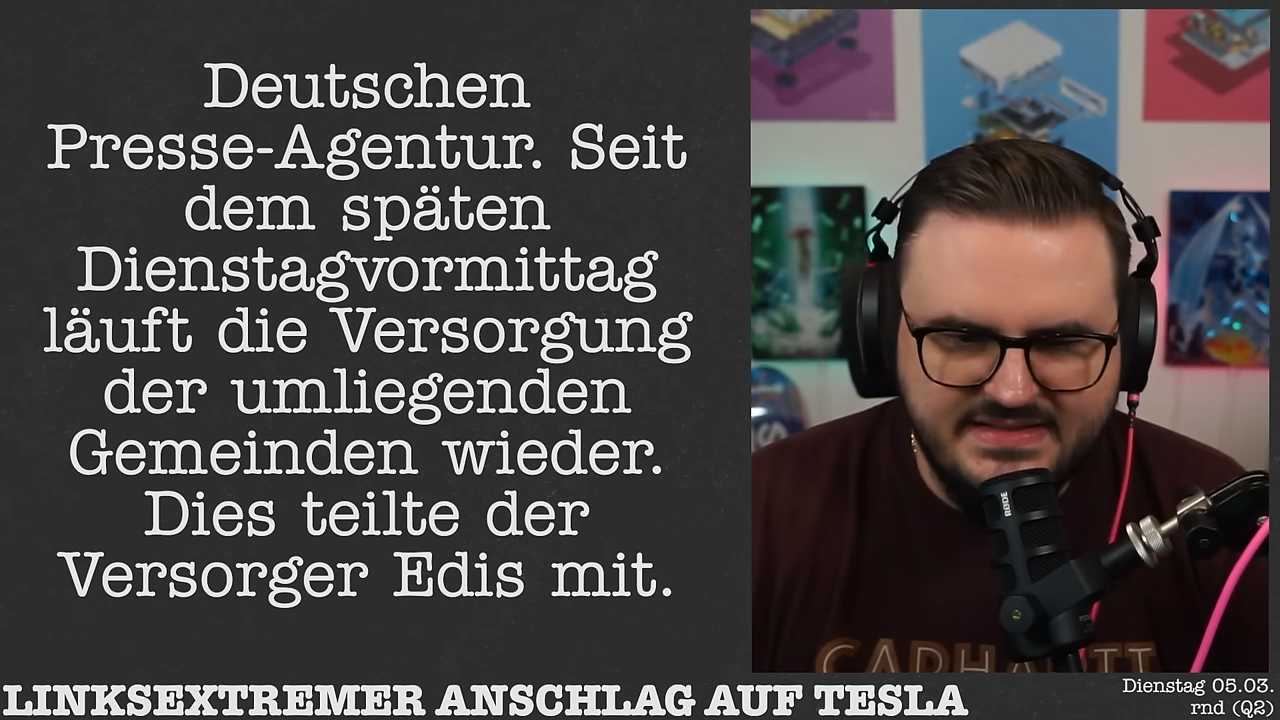 Deutschen
Presse-Agentur. Seit
dem späten
Dienstagvormittag
läuft die Versorgung
der umliegenden
Gemeinden wieder.
Dies teilte der
Versorger Edis mit.
RØDE
CARHARTT
LINKSEXTREMER ANSCHLAG AUF TESLA
Dienstag 05.03.
rnd (Q2)